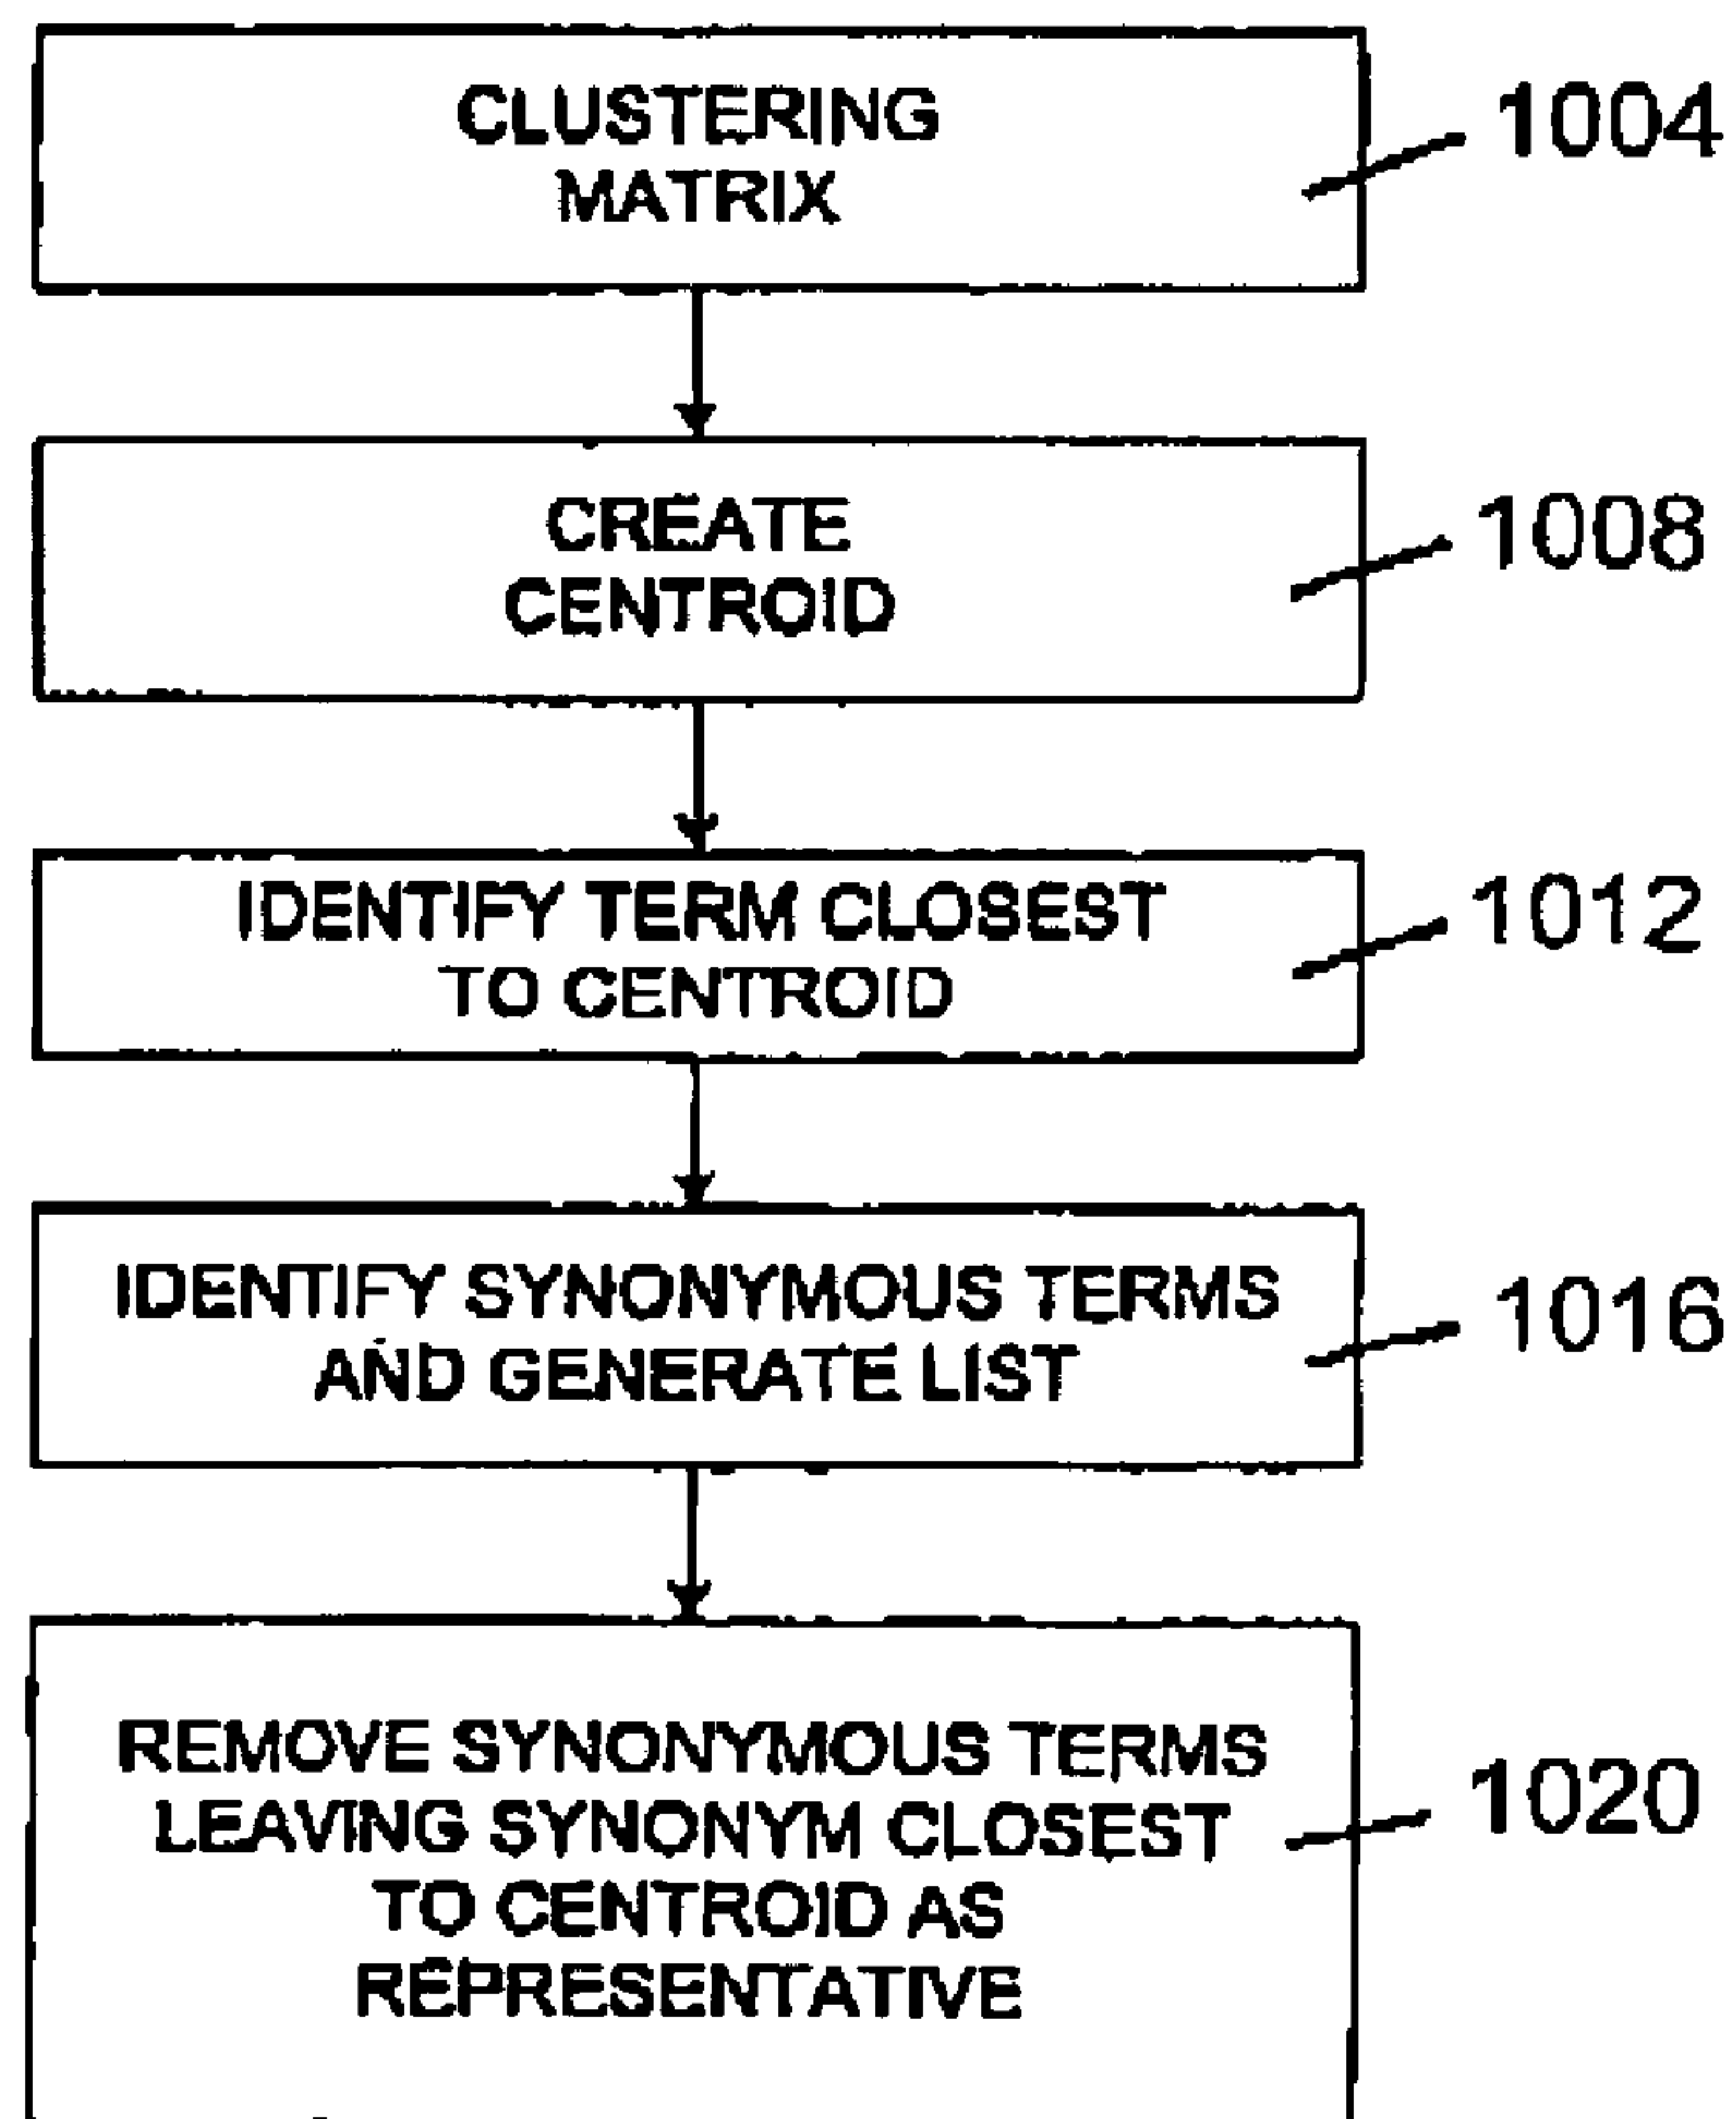 CLUSTERING
MATRIX
1004
CREATE
CENTROID
1008
IDENTIFY TERM CLOSEST
TO CENTROID
1012
IDENTIFY SYNONYMOUS TERMS
AND GENERATE LIST
1016
REMOVE SYNONYMOUS TERMS
LEAVING SYNONYM CLOSEST
TO CENTROID AS
REPRESENTATIVE
1020